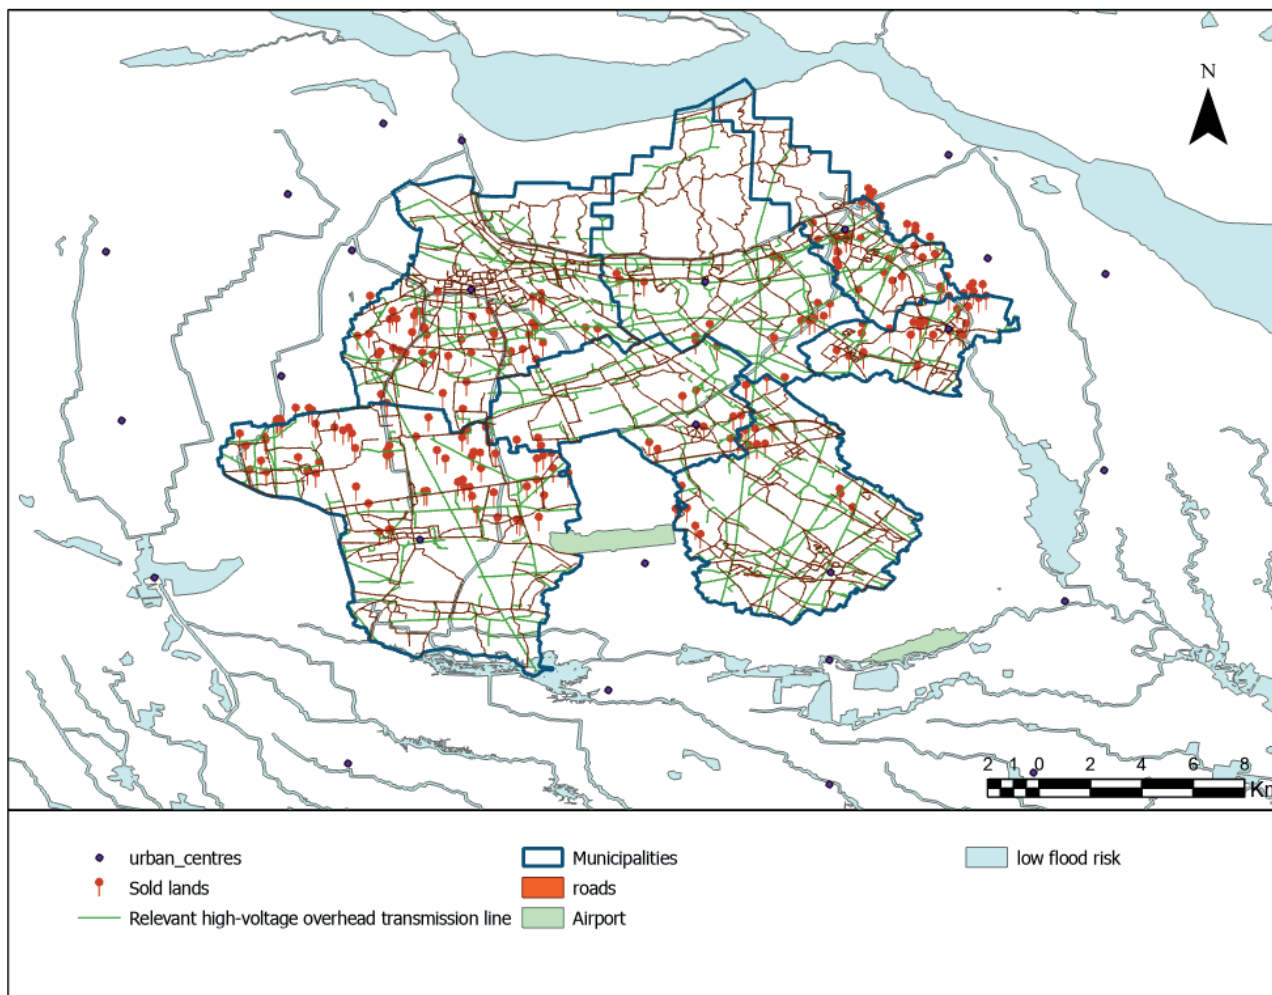 N
2 1 0 2 4 6 8
Km
urban_centres
Municipalities
low flood risk
Sold lands
roads
Relevant high-voltage overhead transmission line
Airport